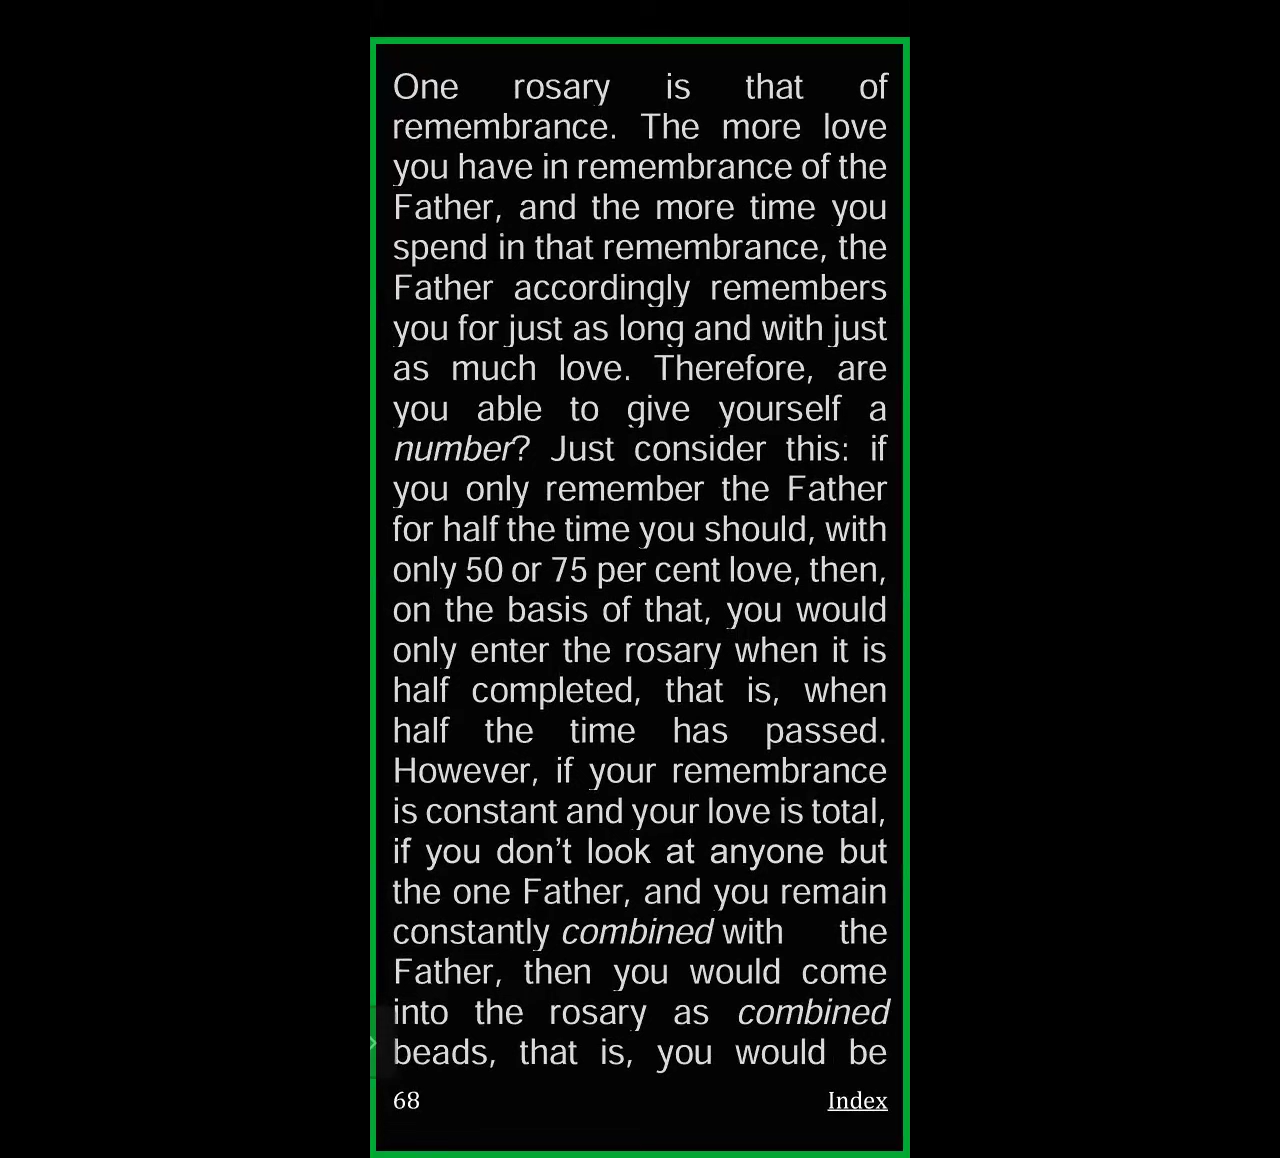 One rosary is that of
remembrance. The more love
you have in remembrance of the
Father, and the more time you
spend in that remembrance, the
Father accordingly remembers
you for just as long and with just
as much love. Therefore, are
you able to give yourself a
number? Just consider this: if
you only remember the Father
for half the time you should, with
only 50 or 75 per cent love, then,
on the basis of that, you would
only enter the rosary when it is
half completed, that is, when
half the time has passed.
However, if your remembrance
is constant and your love is total,
if you don’t look at anyone but
the one Father, and you remain
constantly combined with the
Father, then you would come
into the rosary as combined
beads, that is, you would be
68 Index